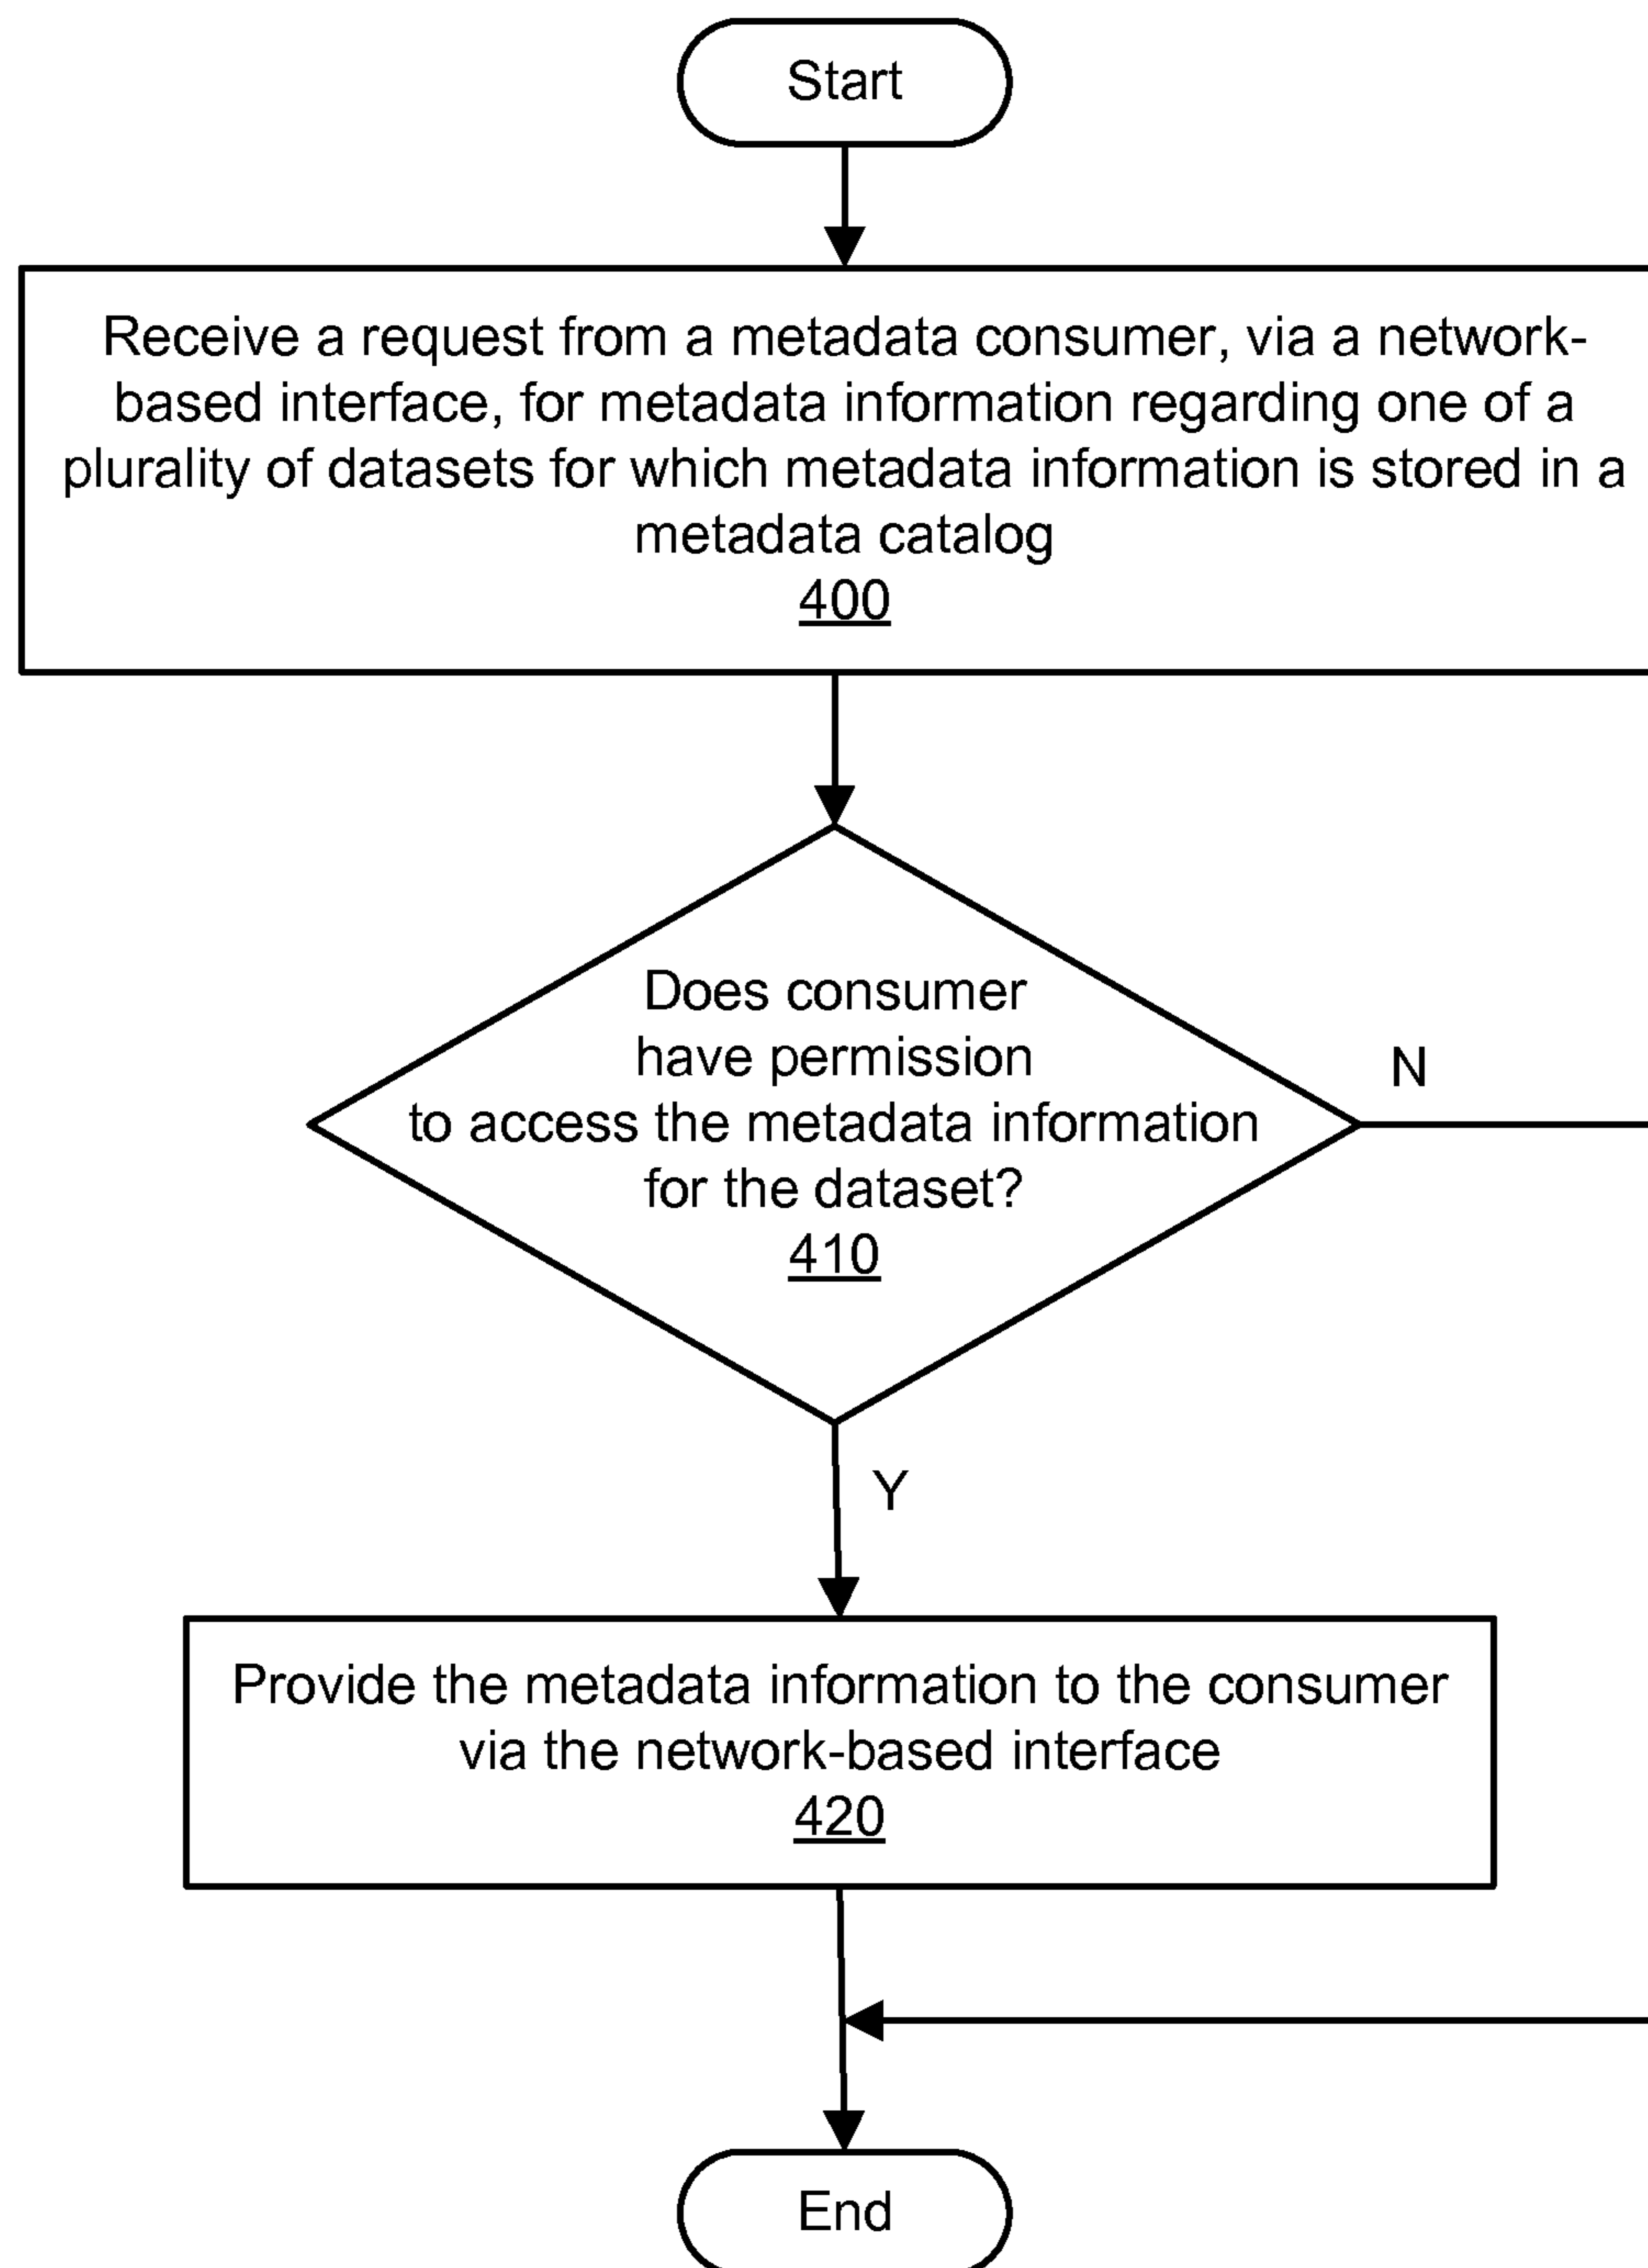 Start
Receive a request from a metadata consumer, via a network-
based interface, for metadata information regarding one of a
plurality of datasets for which metadata information is stored in a
metadata catalog
400
Does consumer
have permission
to access the metadata information
for the dataset?
410
N
Y
Provide the metadata information to the consumer
via the network-based interface
420
End